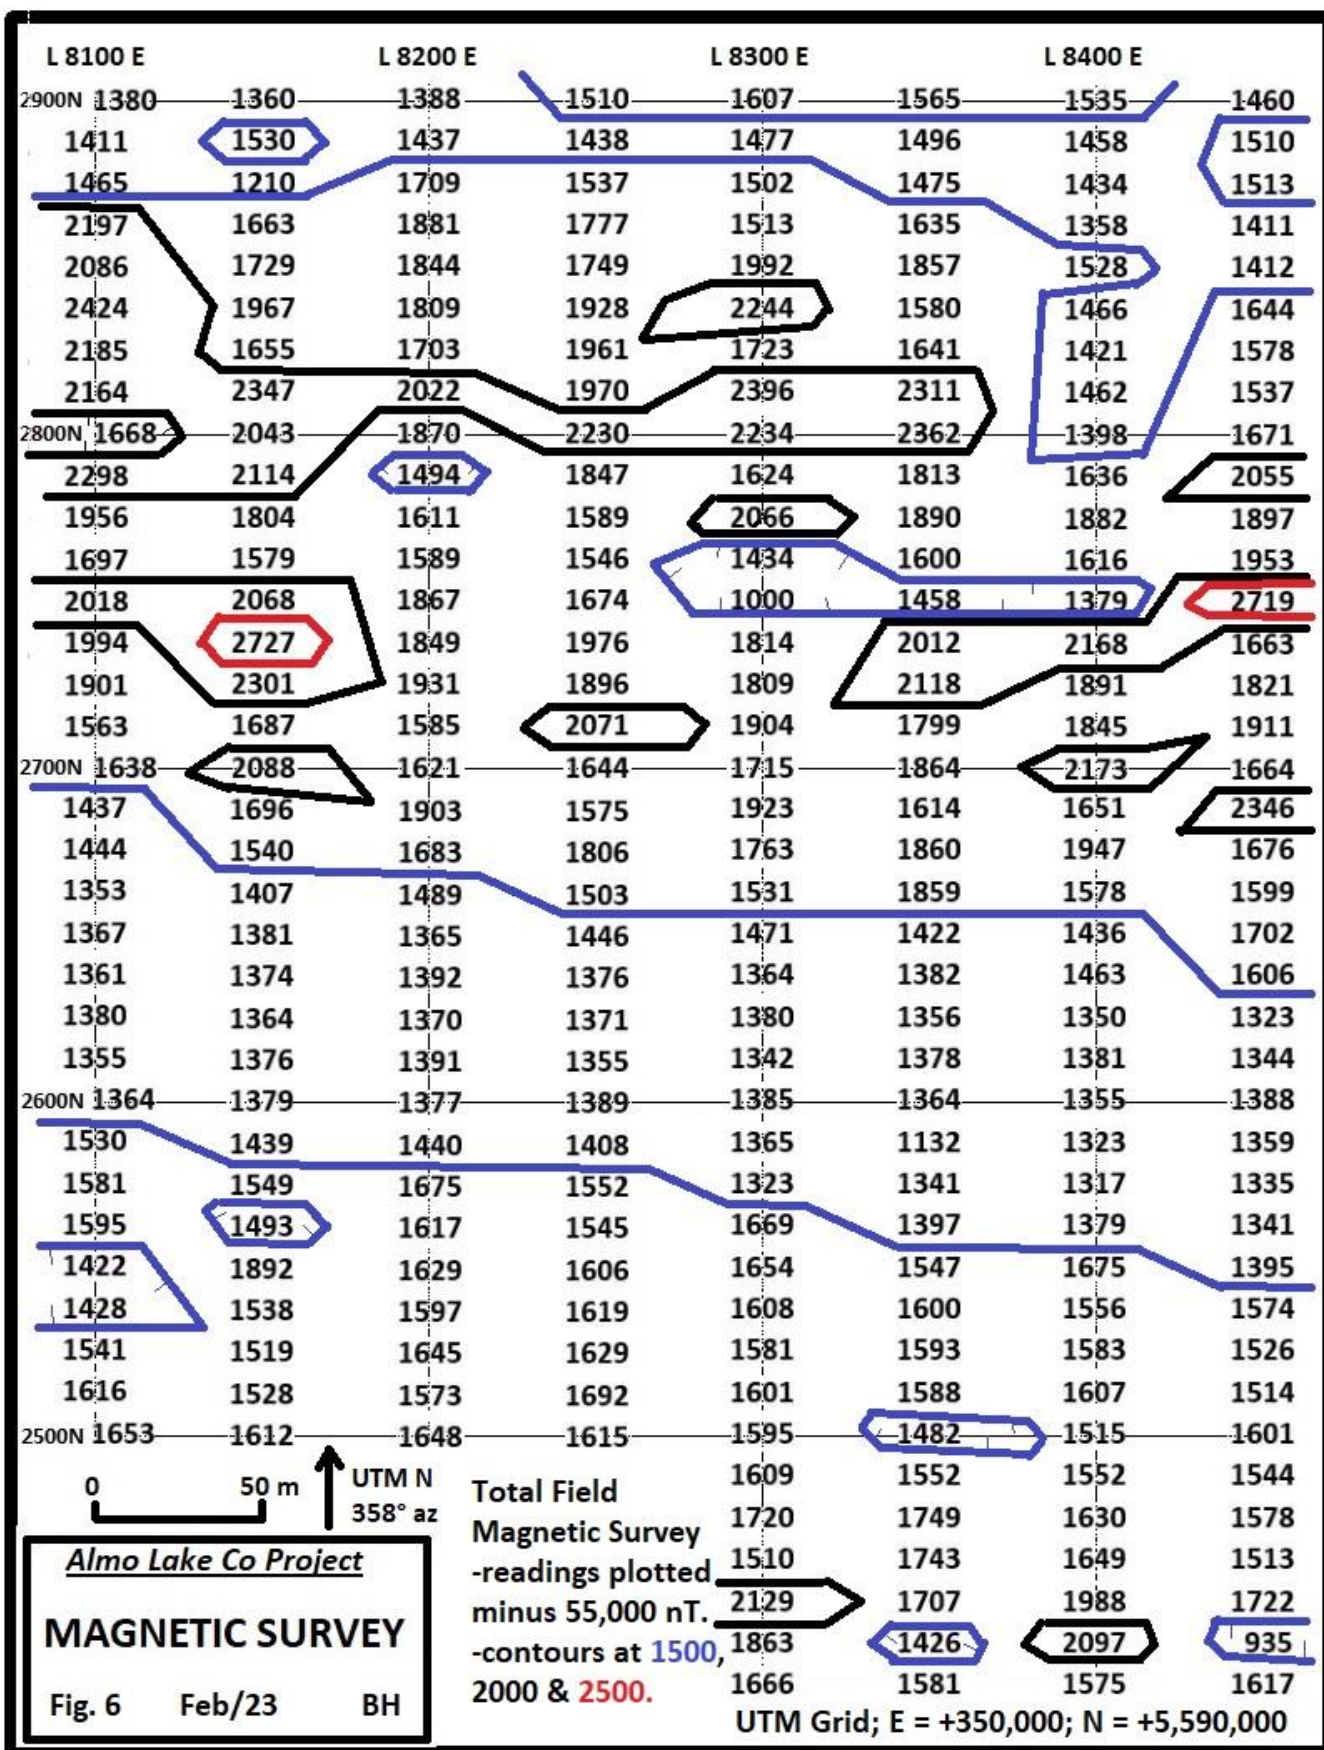 L 8100 E L 8200 E L 8300 E L 8400 E
2900N 1380 1360 1388 1510 1607 1565 1535 1460
1411 1530 1437 1438 1477 1496 1458 1510
1465 1210 1709 1537 1502 1475 1434 1513
2197 1663 1881 1777 1513 1635 1358 1411
2086 1729 1844 1749 1992 1857 1528 1412
2424 1967 1809 1928 2244 1580 1466 1644
2185 1655 1703 1961 1723 1641 1421 1578
2164 2347 2022 1970 2396 2311 1462 1537
2800N 1668 2043 1870 2230 2234 2362 1398 1671
2298 2114 1494 1847 1624 1813 1636 2055
1956 1804 1611 1589 2066 1890 1882 1897
1697 1579 1589 1546 1434 1600 1616 1953
2018 2068 1867 1674 1000 1458 1379 2719
1994 2727 1849 1976 1814 2012 2168 1663
1901 2301 1931 1896 1809 2118 1891 1821
1563 1687 1585 2071 1904 1799 1845 1911
2700N 1638 2088 1621 1644 1715 1864 2173 1664
1437 1696 1903 1575 1923 1614 1651 2346
1444 1540 1683 1806 1763 1860 1947 1676
1353 1407 1489 1503 1531 1859 1578 1599
1367 1381 1365 1446 1471 1422 1436 1702
1361 1374 1392 1376 1364 1382 1463 1606
1380 1364 1370 1371 1380 1356 1350 1323
1355 1376 1391 1355 1342 1378 1381 1344
2600N 1364 1379 1377 1389 1385 1364 1355 1388
1530 1439 1440 1408 1365 1132 1323 1359
1581 1549 1675 1552 1323 1341 1317 1335
1595 1493 1617 1545 1669 1397 1379 1341
1422 1892 1629 1606 1654 1547 1675 1395
1428 1538 1597 1619 1608 1600 1556 1574
1541 1519 1645 1629 1581 1593 1583 1526
1616 1528 1573 1692 1601 1588 1607 1514
2500N 1653 1612 1648 1615 1595 1482 1515 1601
1609 1552 1552 1544
1720 1749 1630 1578
1510 1743 1649 1513
2129 1707 1988 1722
1863 1426 2097 935
1666 1581 1575 1617
0 50 m
UTM N
358° az
Total Field
Magnetic Survey
-readings plotted
minus 55,000 nT.
-contours at 1500,
2000 & 2500.
Almo Lake Co Project
MAGNETIC SURVEY
Fig. 6 Feb/23 BH
UTM Grid; E = +350,000; N = +5,590,000